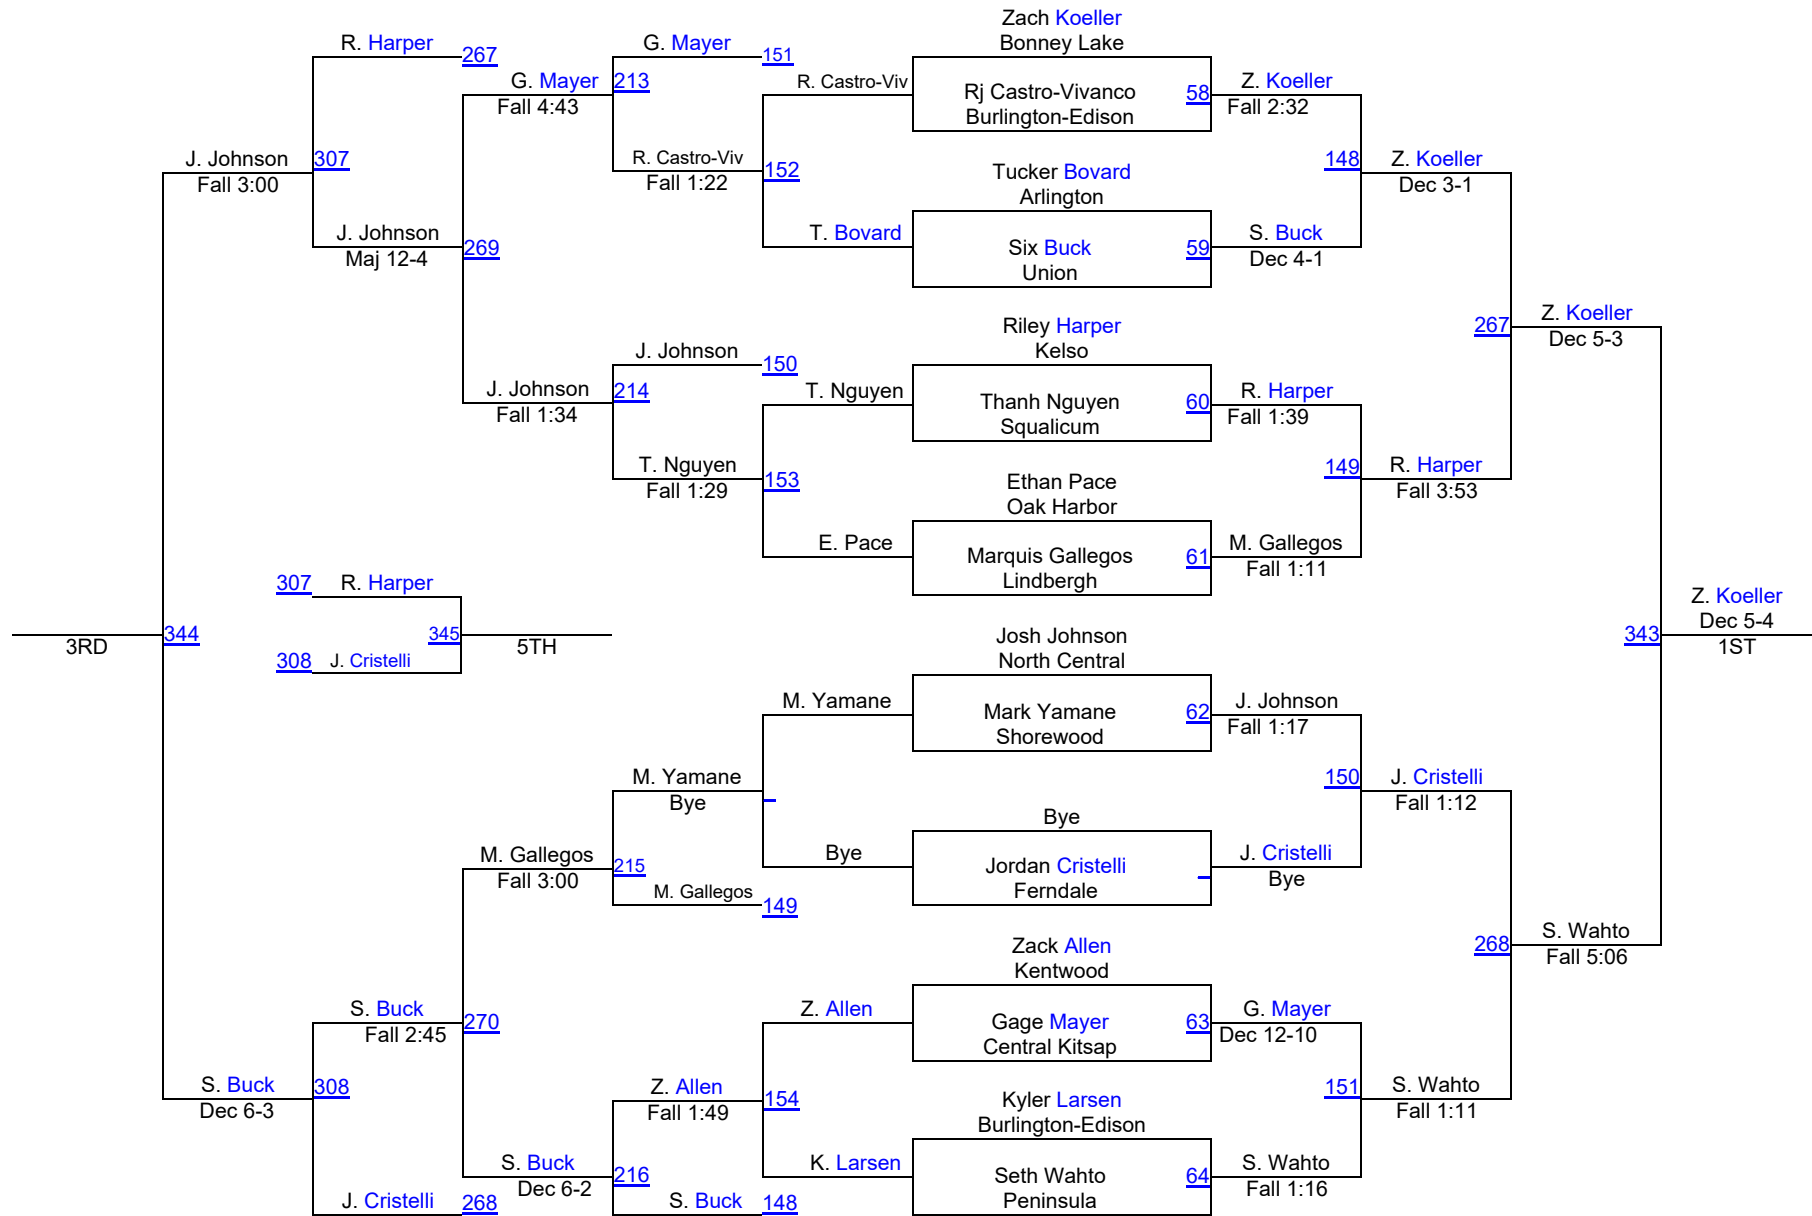 Zach Koeller
R. Harper 267 G. Mayer 151 Bonney Lake
G. Mayer 213 R. Castro-Viv Rj Castro-Vivanco 58 Z. Koeller
Fall 4:43 Burlington-Edison Fall 2:32
J. Johnson 307 R. Castro-Viv 152 148 Z. Koeller
Fall 3:00 Fall 1:22 Tucker Bovard Dec 3-1
Arlington
J. Johnson 269 T. Bovard Six Buck 59 S. Buck
Maj 12-4 Union Dec 4-1
Riley Harper 267 Z. Koeller
J. Johnson 150 Kelso Dec 5-3
J. Johnson 214 T. Nguyen Thanh Nguyen 60 R. Harper
Fall 1:34 Squalicum Fall 1:39
T. Nguyen 153 149 R. Harper
Fall 1:29 Ethan Pace Fall 3:53
Oak Harbor
E. Pace Marquis Gallegos 61 M. Gallegos
Lindbergh Fall 1:11
307 R. Harper Z. Koeller
344 345 Josh Johnson 343 Dec 5-4
3RD 5TH 1ST
308 J. Cristelli North Central
M. Yamane Mark Yamane 62 J. Johnson
Shorewood Fall 1:17
M. Yamane 150 J. Cristelli
Bye Fall 1:12
Bye
M. Gallegos 215 Bye Jordan Cristelli J. Cristelli
Fall 3:00 Ferndale Bye
M. Gallegos 149
Zack Allen 268 S. Wahto
Kentwood Fall 5:06
S. Buck 270 Z. Allen Gage Mayer 63 G. Mayer
Fall 2:45 Central Kitsap Dec 12-10
S. Buck 308 Z. Allen 154 Kyler Larsen 151 S. Wahto
Dec 6-3 Fall 1:49 Burlington-Edison Fall 1:11
S. Buck 216 K. Larsen Seth Wahto 64 S. Wahto
Dec 6-2 Peninsula Fall 1:16
J. Cristelli 268 S. Buck 148